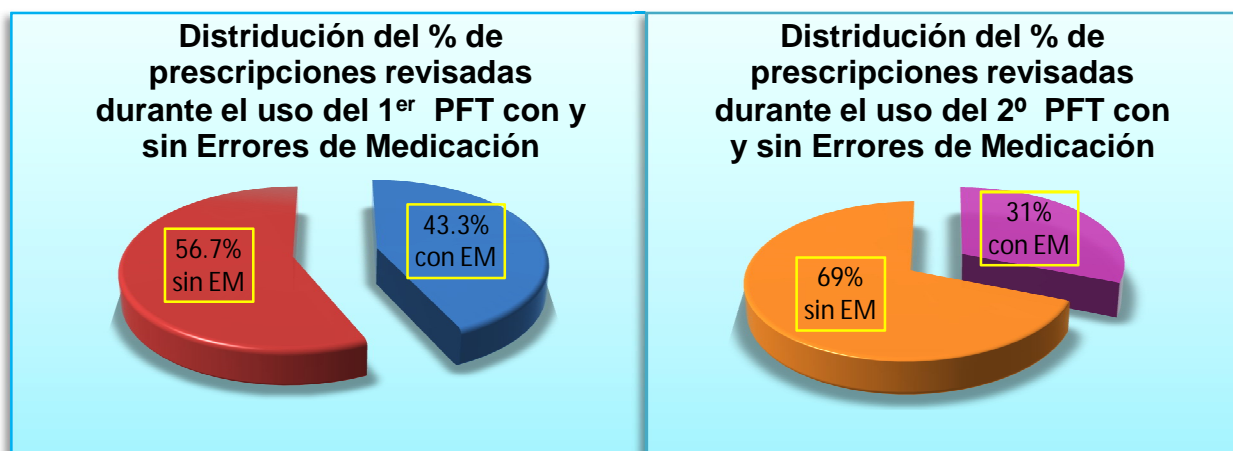 Distridución del % de
prescripciones revisadas
durante el uso del 1er PFT con y
sin Errores de Medicación
56.7%
sin EM
43.3%
con EM
Distridución del % de
prescripciones revisadas
durante el uso del 2º PFT con
y sin Errores de Medicación
69%
sin EM
31%
con EM